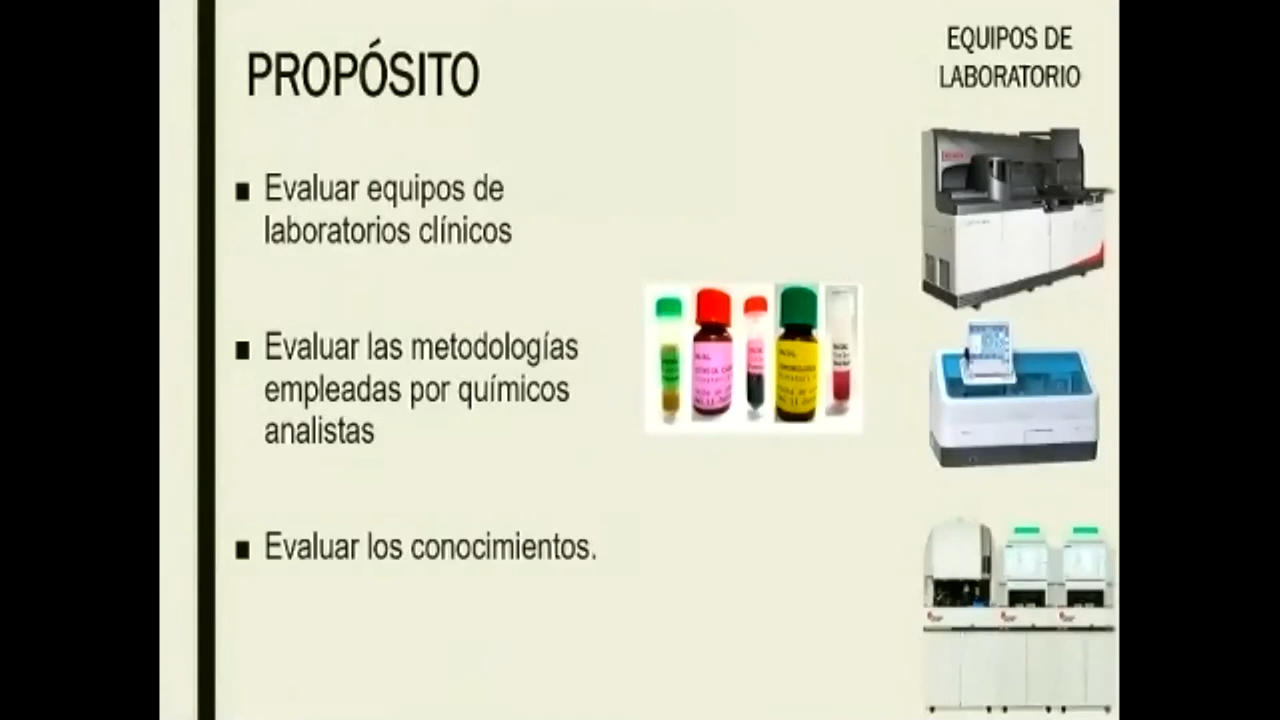 PROPÓSITO
EQUIPOS DE
LABORATORIO
■ Evaluar equipos de
laboratorios clínicos
■ Evaluar las metodologías
empleadas por químicos
analistas
■ Evaluar los conocimientos.